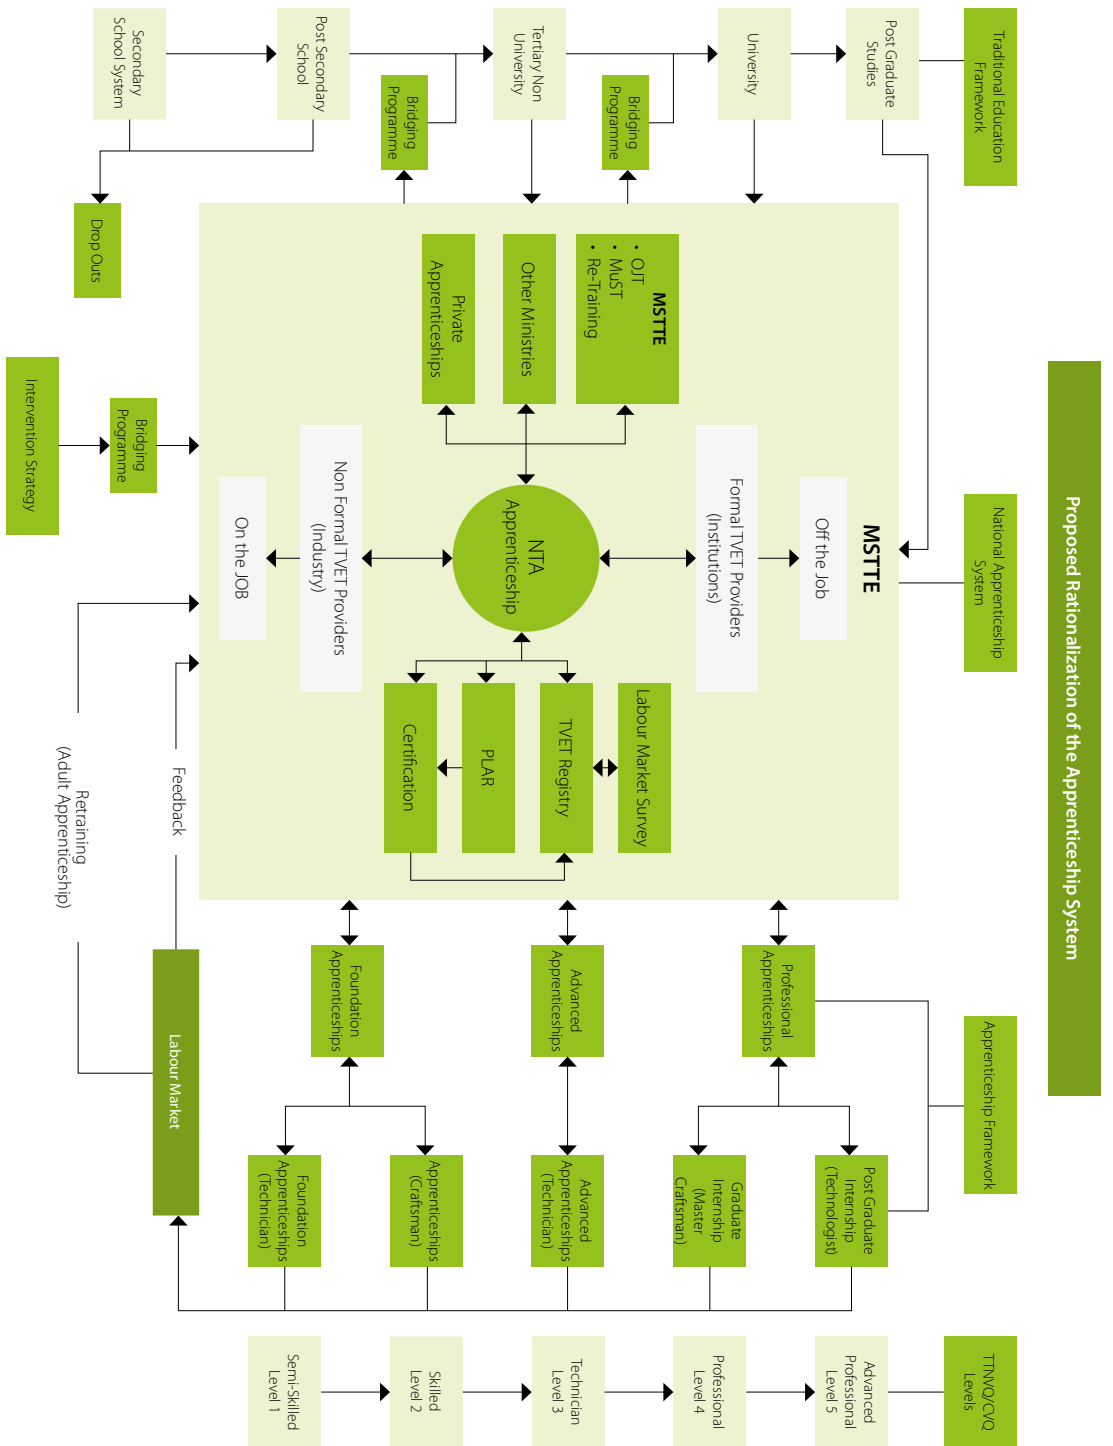 Proposed Rationalization of the Apprenticeship System
Traditional Education
Framework
National Apprenticeship
System
Apprenticeship Framework
TTNVQ/CVQ
Levels
Post Graduate
Studies
University
Tertiary Non
University
Post Secondary
School
Secondary
School System
Bridging
Programme
Bridging
Programme
Drop Outs
MSTTE
Off the Job
Formal TVET Providers
(Institutions)
MSTTE
• OJT
• MuST
• Re-Training
Other Ministries
Private
Apprenticeships
NTA
Apprenticeship
Labour Market Survey
TVET Registry
PLAR
Certification
Non Formal TVET Providers
(Industry)
On the JOB
Professional
Apprenticeships
Advanced
Apprenticeships
Foundation
Apprenticeships
Post Graduate
Internship
(Technologist)
Graduate
Internship
(Master
Craftsman)
Advanced
Apprenticeships
(Technician)
Apprenticeships
(Craftsman)
Foundation
Apprenticeships
(Technician)
Advanced
Professional
Level 5
Professional
Level 4
Technician
Level 3
Skilled
Level 2
Semi-Skilled
Level 1
Bridging
Programme
Intervention Strategy
Feedback
Retraining
(Adult Apprenticeship)
Labour Market